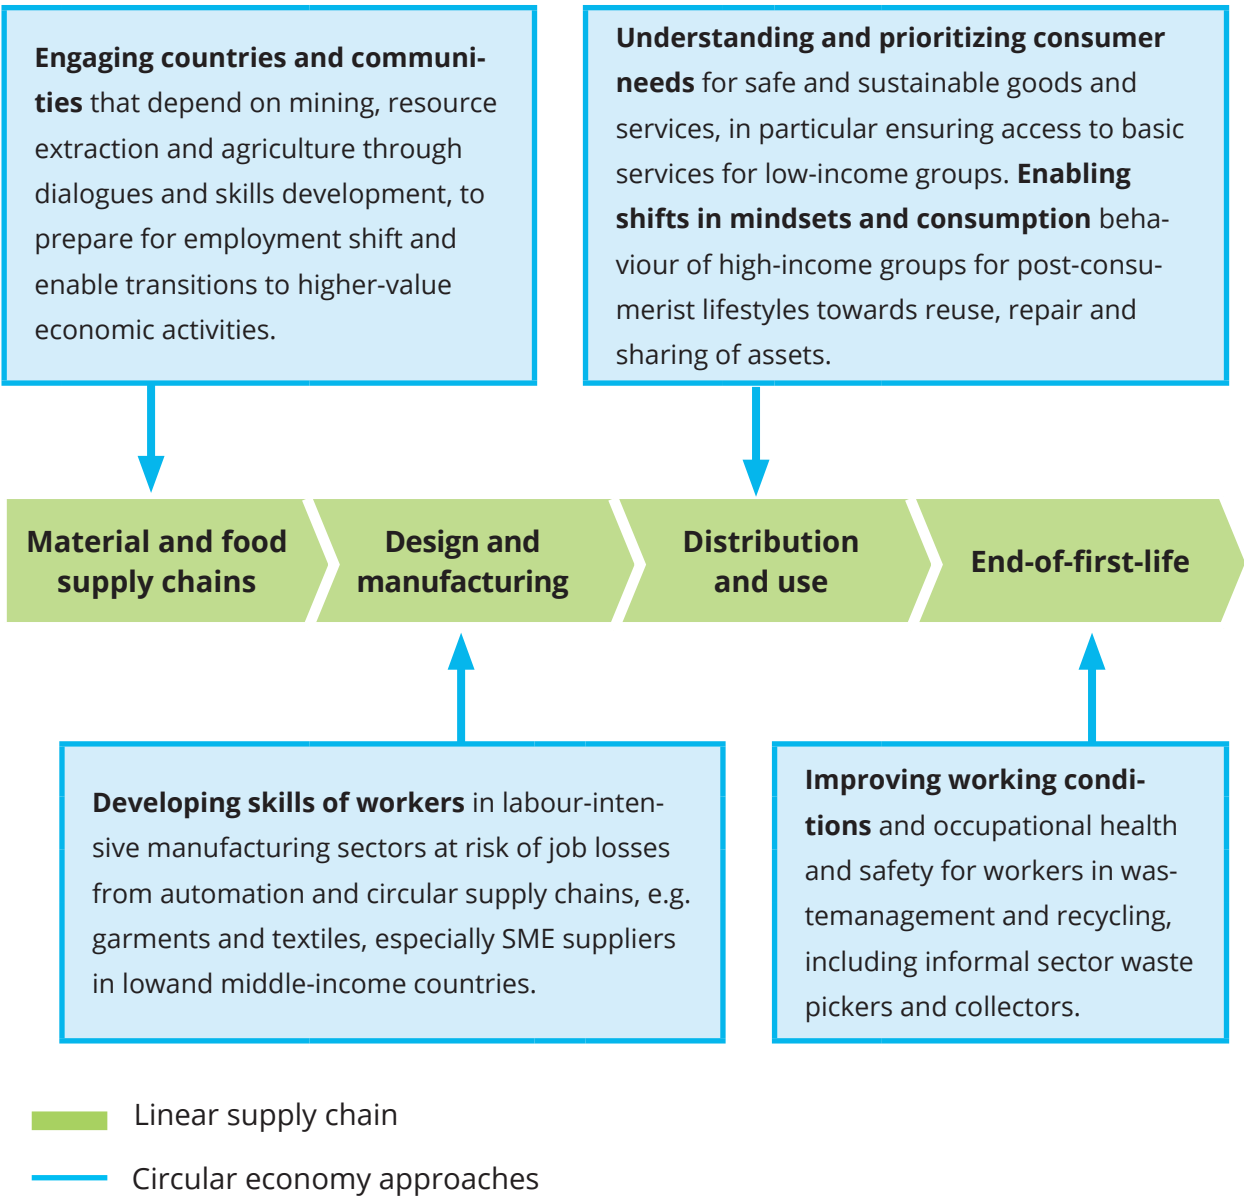 Engaging countries and communi-
ties that depend on mining, resource
extraction and agriculture through
dialogues and skills development, to
prepare for employment shift and
enable transitions to higher-value
economic activities.
Understanding and prioritizing consumer
needs for safe and sustainable goods and
services, in particular ensuring access to basic
services for low-income groups. Enabling
shifts in mindsets and consumption beha-
viour of high-income groups for post-consu-
merist lifestyles towards reuse, repair and
sharing of assets.
Material and food
supply chains
Design and
manufacturing
Distribution
and use
End-of-first-life
Developing skills of workers in labour-inten-
sive manufacturing sectors at risk of job losses
from automation and circular supply chains, e.g.
garments and textiles, especially SME suppliers
in lowand middle-income countries.
Improving working condi-
tions and occupational health
and safety for workers in was-
temanagement and recycling,
including informal sector waste
pickers and collectors.
Linear supply chain
Circular economy approaches